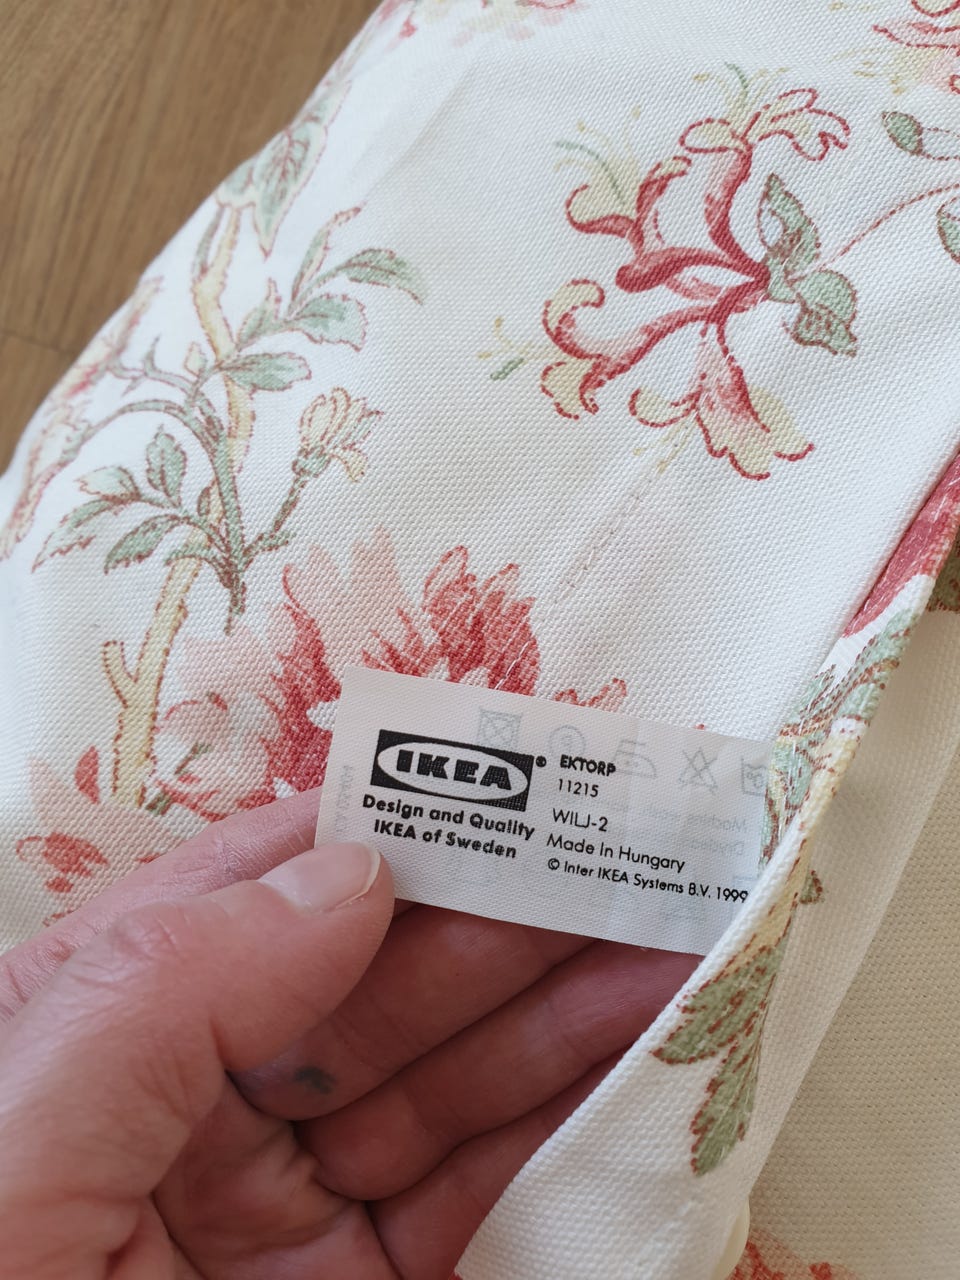 IKEA®
Design and Quality
IKEA of Sweden
EKTORP
11215
WILJ-2
Made In Hungary
© Inter IKEA Systems B.V. 1999